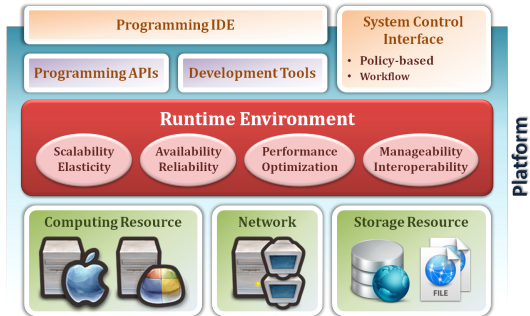 Programming IDE
System Control
Interface
• Policy-based
• Workflow
Programming APIs
Development Tools
Runtime Environment
Scalability
Elasticity
Availability
Reliability
Performance
Optimization
Manageability
Interoperability
Platform
Computing Resource
Network
Storage Resource
FILE